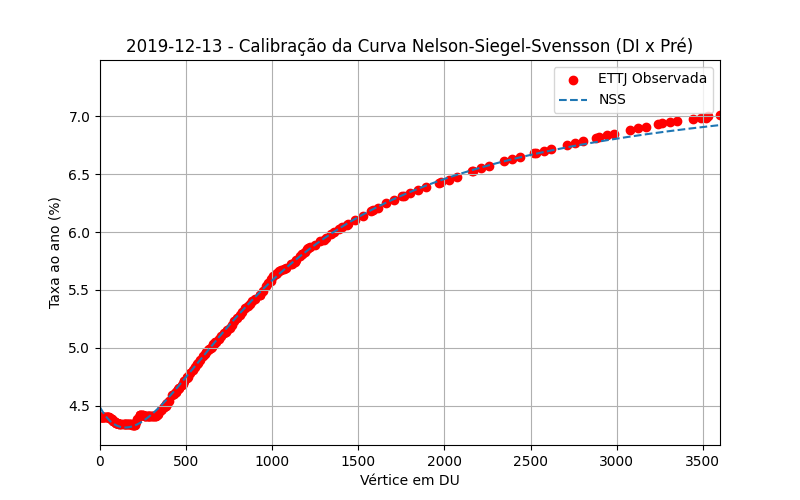 2019-12-13 - Calibração da Curva Nelson-Siegel-Svensson (DI x Pré)
ETTJ Observada
NSS
Taxa ao ano (%)
7.0
6.5
6.0
5.5
5.0
4.5
0 500 1000 1500 2000 2500 3000 3500
Vértice em DU